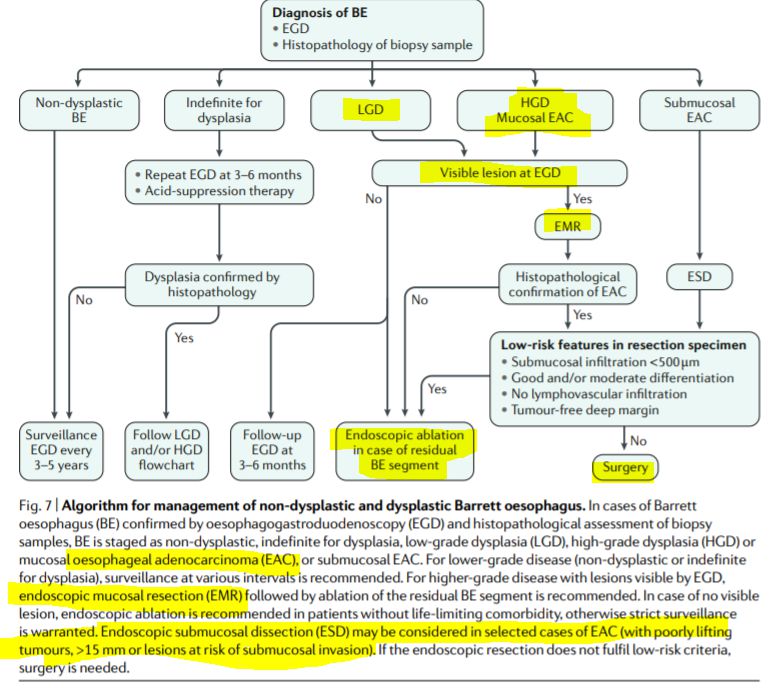 Diagnosis of BE
• EGD
• Histopathology of biopsy sample
Non-dysplastic
BE
Indefinite for
dysplasia
LGD
HGD
Mucosal EAC
Submucosal
EAC
• Repeat EGD at 3–6 months
• Acid-suppression therapy
Visible lesion at EGD
No
Yes
EMR
Dysplasia confirmed by
histopathology
Histopathological
confirmation of EAC
ESD
No
No
Yes
Yes
Low-risk features in resection specimen
• Submucosal infiltration <500 μm
• Good and/or moderate differentiation
• No lymphovascular infiltration
• Tumour-free deep margin
Yes
No
Surveillance
EGD every
3–5 years
Follow LGD
and/or HGD
flowchart
Follow-up
EGD at
3–6 months
Endoscopic ablation
in case of residual
BE segment
Surgery
Fig. 7 | Algorithm for management of non-dysplastic and dysplastic Barrett oesophagus. In cases of Barrett
oesophagus (BE) confirmed by oesophagogastroduodenoscopy (EGD) and histopathological assessment of biopsy
samples, BE is staged as non-dysplastic, indefinite for dysplasia, low-grade dysplasia (LGD), high-grade dysplasia (HGD) or
mucosal oesophageal adenocarcinoma (EAC), or submucosal EAC. For lower-grade disease (non-dysplastic or indefinite
for dysplasia), surveillance at various intervals is recommended. For higher-grade disease with lesions visible by EGD,
endoscopic mucosal resection (EMR) followed by ablation of the residual BE segment is recommended. In case of no visible
lesion, endoscopic ablation is recommended in patients without life-limiting comorbidity, otherwise strict surveillance
is warranted. Endoscopic submucosal dissection (ESD) may be considered in selected cases of EAC (with poorly lifting
tumours, >15 mm or lesions at risk of submucosal invasion). If the endoscopic resection does not fulfil low-risk criteria,
surgery is needed.